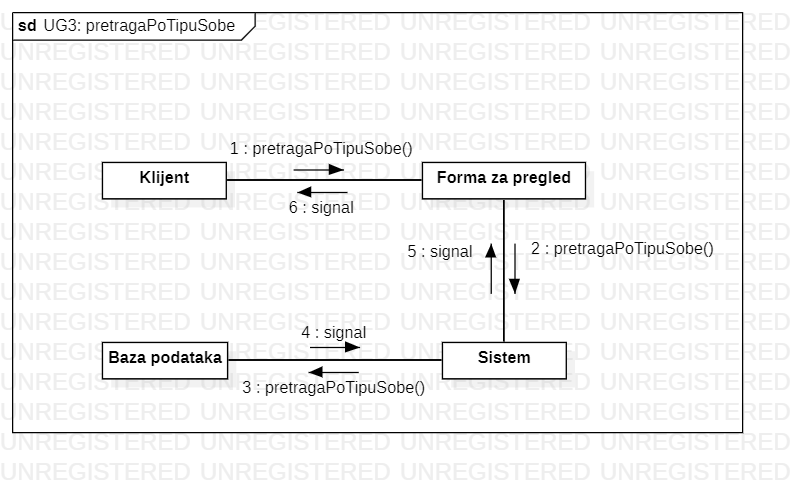 sd UG3: pretragaPoTipuSobe
1 : pretragaPoTipuSobe()
Klijent
Forma za pregled
6 : signal
5 : signal
2 : pretragaPoTipuSobe()
4 : signal
Baza podataka
Sistem
3 : pretragaPoTipuSobe()
UNREGISTERED